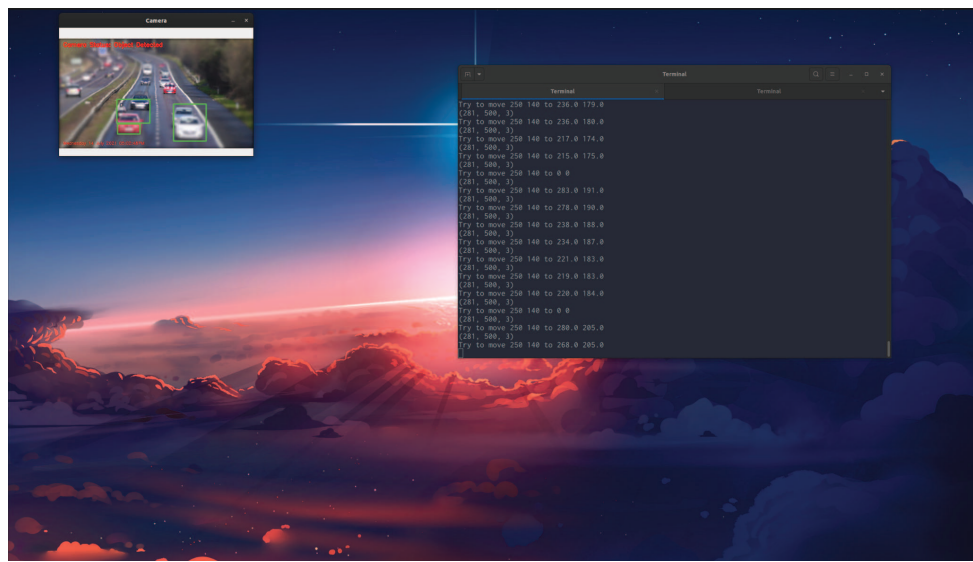 Camera
Object Detected
Terminal
Terminal
Terminal
Try to move 250 140 to 236.0 179.0
(281, 500, 3)
Try to move 250 140 to 236.0 180.0
(281, 500, 3)
Try to move 250 140 to 217.0 174.0
(281, 500, 3)
Try to move 250 140 to 215.0 175.0
(281, 500, 3)
Try to move 250 140 to 0 0
(281, 500, 3)
Try to move 250 140 to 283.0 191.0
(281, 500, 3)
Try to move 250 140 to 278.0 190.0
(281, 500, 3)
Try to move 250 140 to 238.0 188.0
(281, 500, 3)
Try to move 250 140 to 234.0 187.0
(281, 500, 3)
Try to move 250 140 to 221.0 183.0
(281, 500, 3)
Try to move 250 140 to 219.0 183.0
(281, 500, 3)
Try to move 250 140 to 220.0 184.0
(281, 500, 3)
Try to move 250 140 to 0 0
(281, 500, 3)
Try to move 250 140 to 280.0 205.0
(281, 500, 3)
Try to move 250 140 to 268.0 205.0